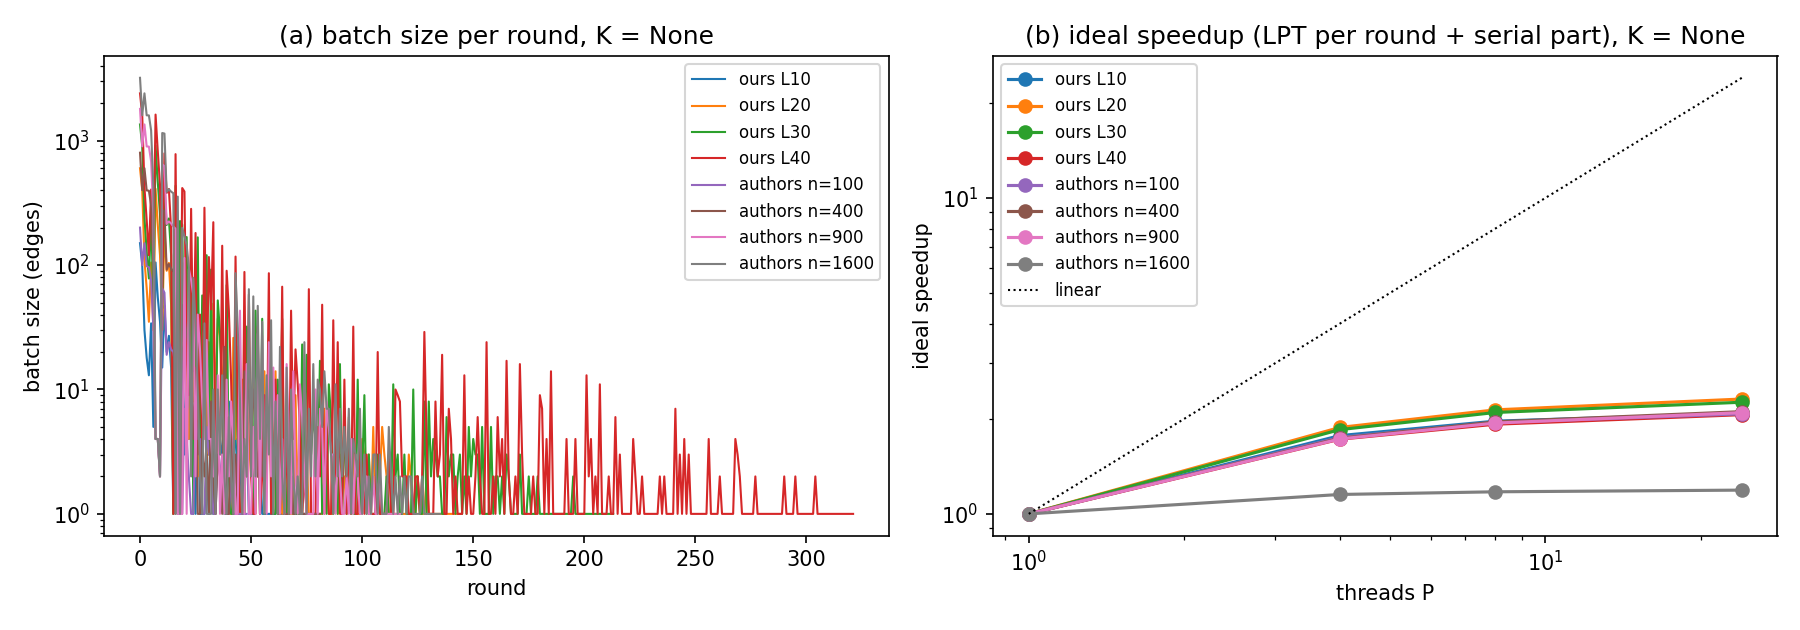 (a) batch size per round, K = None
batch size (edges)
10³
10²
10¹
10⁰
0
50
100
150
200
250
300
round
ours L10
ours L20
ours L30
ours L40
authors n=100
authors n=400
authors n=900
authors n=1600
(b) ideal speedup (LPT per round + serial part), K = None
ideal speedup
10¹
10⁰
10⁰
10¹
threads P
ours L10
ours L20
ours L30
ours L40
authors n=100
authors n=400
authors n=900
authors n=1600
linear